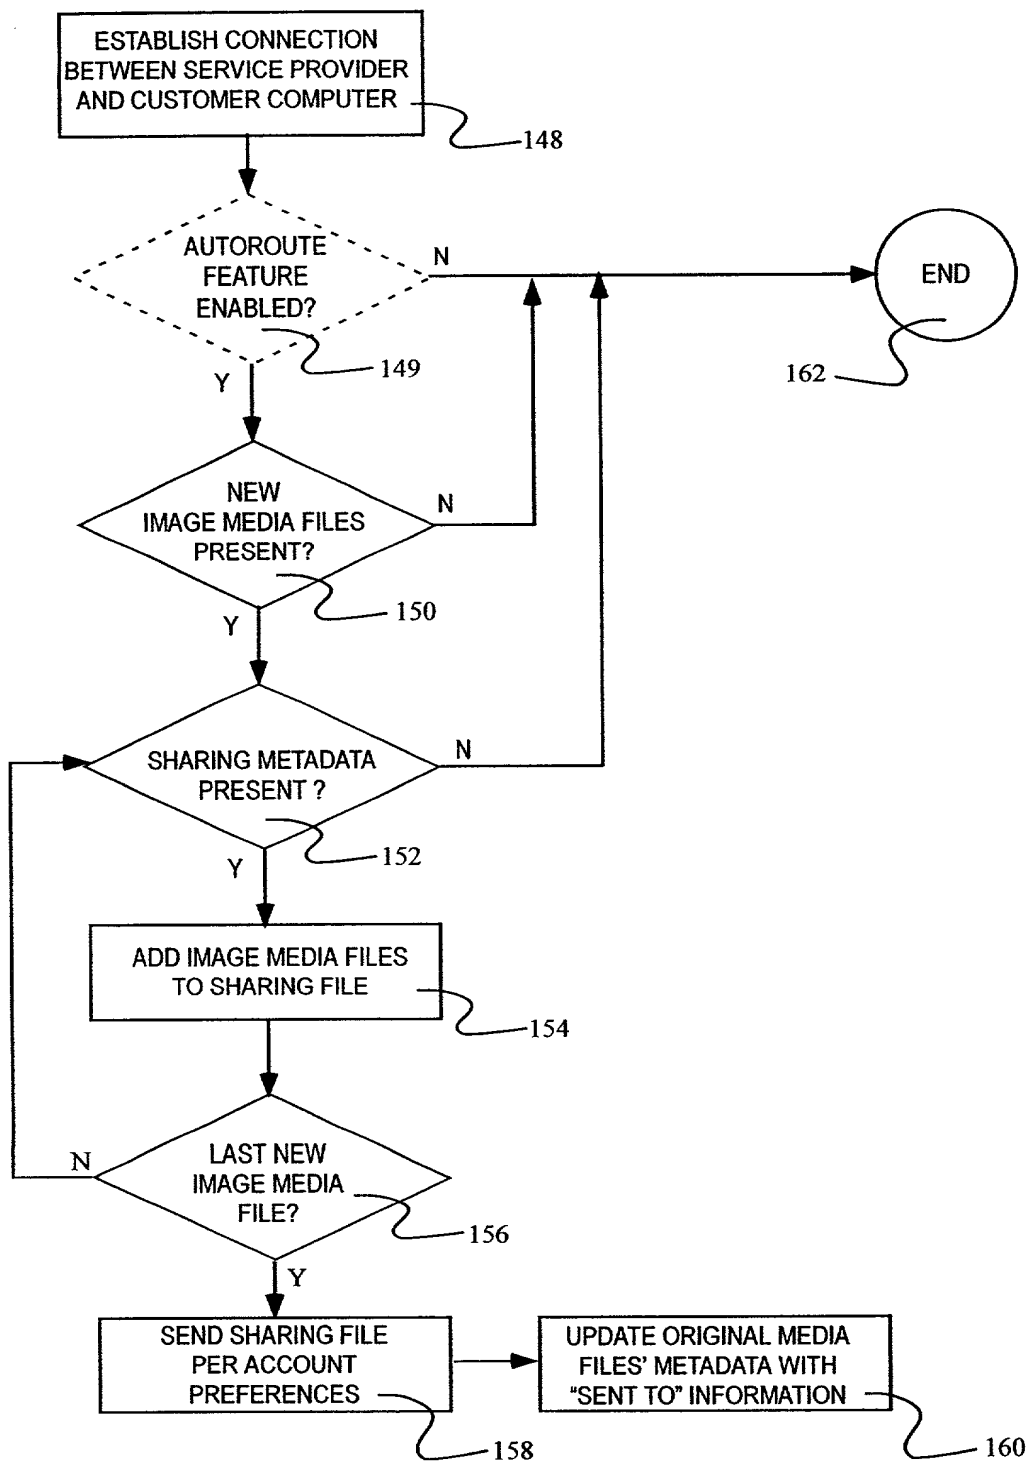 ESTABLISH CONNECTION
BETWEEN SERVICE PROVIDER
AND CUSTOMER COMPUTER
148
AUTOROUTE
FEATURE
ENABLED?
N
149
Y
END
162
NEW
IMAGE MEDIA FILES
PRESENT?
N
150
Y
SHARING METADATA
PRESENT ?
N
152
Y
ADD IMAGE MEDIA FILES
TO SHARING FILE
154
LAST NEW
IMAGE MEDIA
FILE?
N
156
Y
SEND SHARING FILE
PER ACCOUNT
PREFERENCES
158
UPDATE ORIGINAL MEDIA
FILES' METADATA WITH
“SENT TO” INFORMATION
160